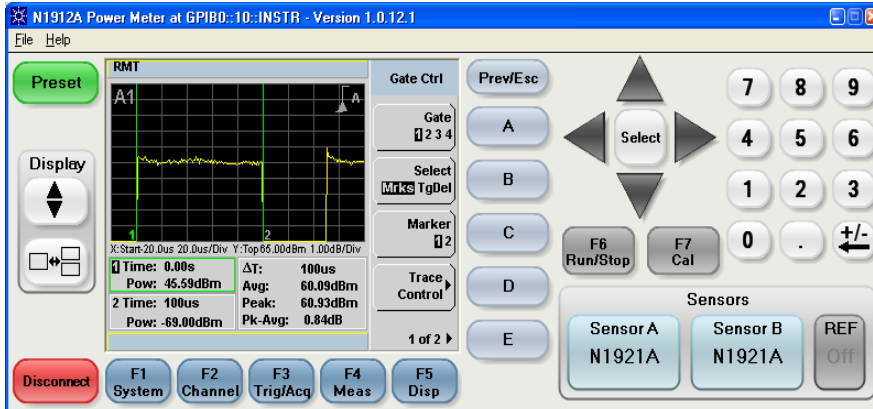 N1912A Power Meter at GPIB0::10::INSTR - Version 1.0.12.1
File Help
Preset
Display
Disconnect
RMT
A1
A
1
2
X:Start-20.0us 20.0us/Div Y:Top65.00dBm 1.00dB/Div
1 Time: 0.00s
Pow: 45.59dBm
2 Time: 100us
Pow: -69.00dBm
ΔT: 100us
Avg: 60.09dBm
Peak: 60.93dBm
Pk-Avg: 0.84dB
Gate Ctrl
Gate
1 2 3 4
Select
Mrks TgDel
Marker
1 2
Trace
Control
1 of 2
F1
System
F2
Channel
F3
Trig/Acq
F4
Meas
F5
Disp
Prev/Esc
A
B
C
D
E
Select
F6
Run/Stop
F7
Cal
7 8 9
4 5 6
1 2 3
0 . +/-
Sensors
Sensor A
N1921A
Sensor B
N1921A
REF
Off